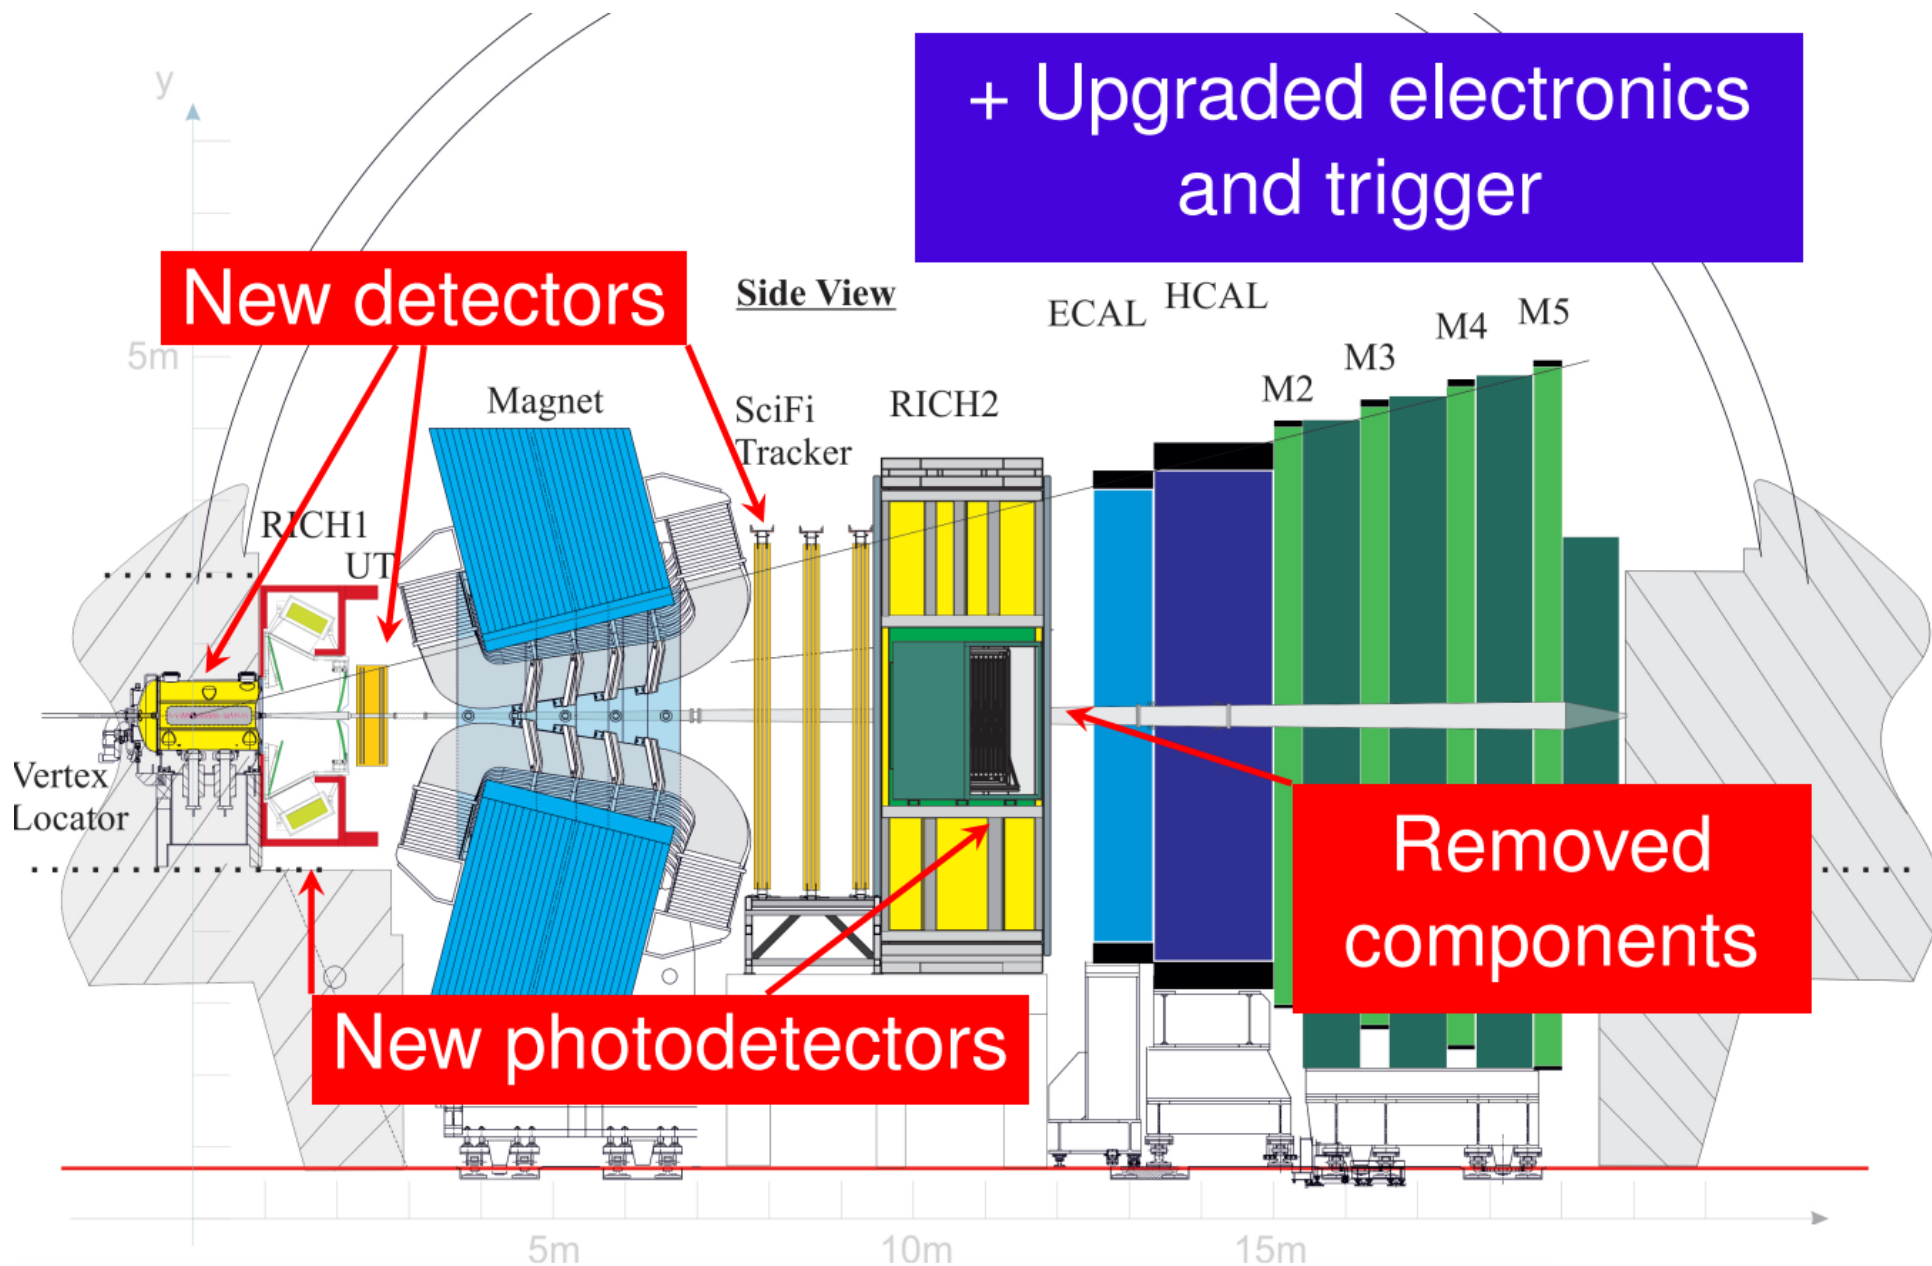 y
+ Upgraded electronics
and trigger
New detectors
Side View
ECAL
HCAL
M5
M4
M3
M2
5m
Magnet
SciFi
Tracker
RICH2
RICH1
UT
Vertex
Locator
Removed
components
New photodetectors
5m
10m
15m